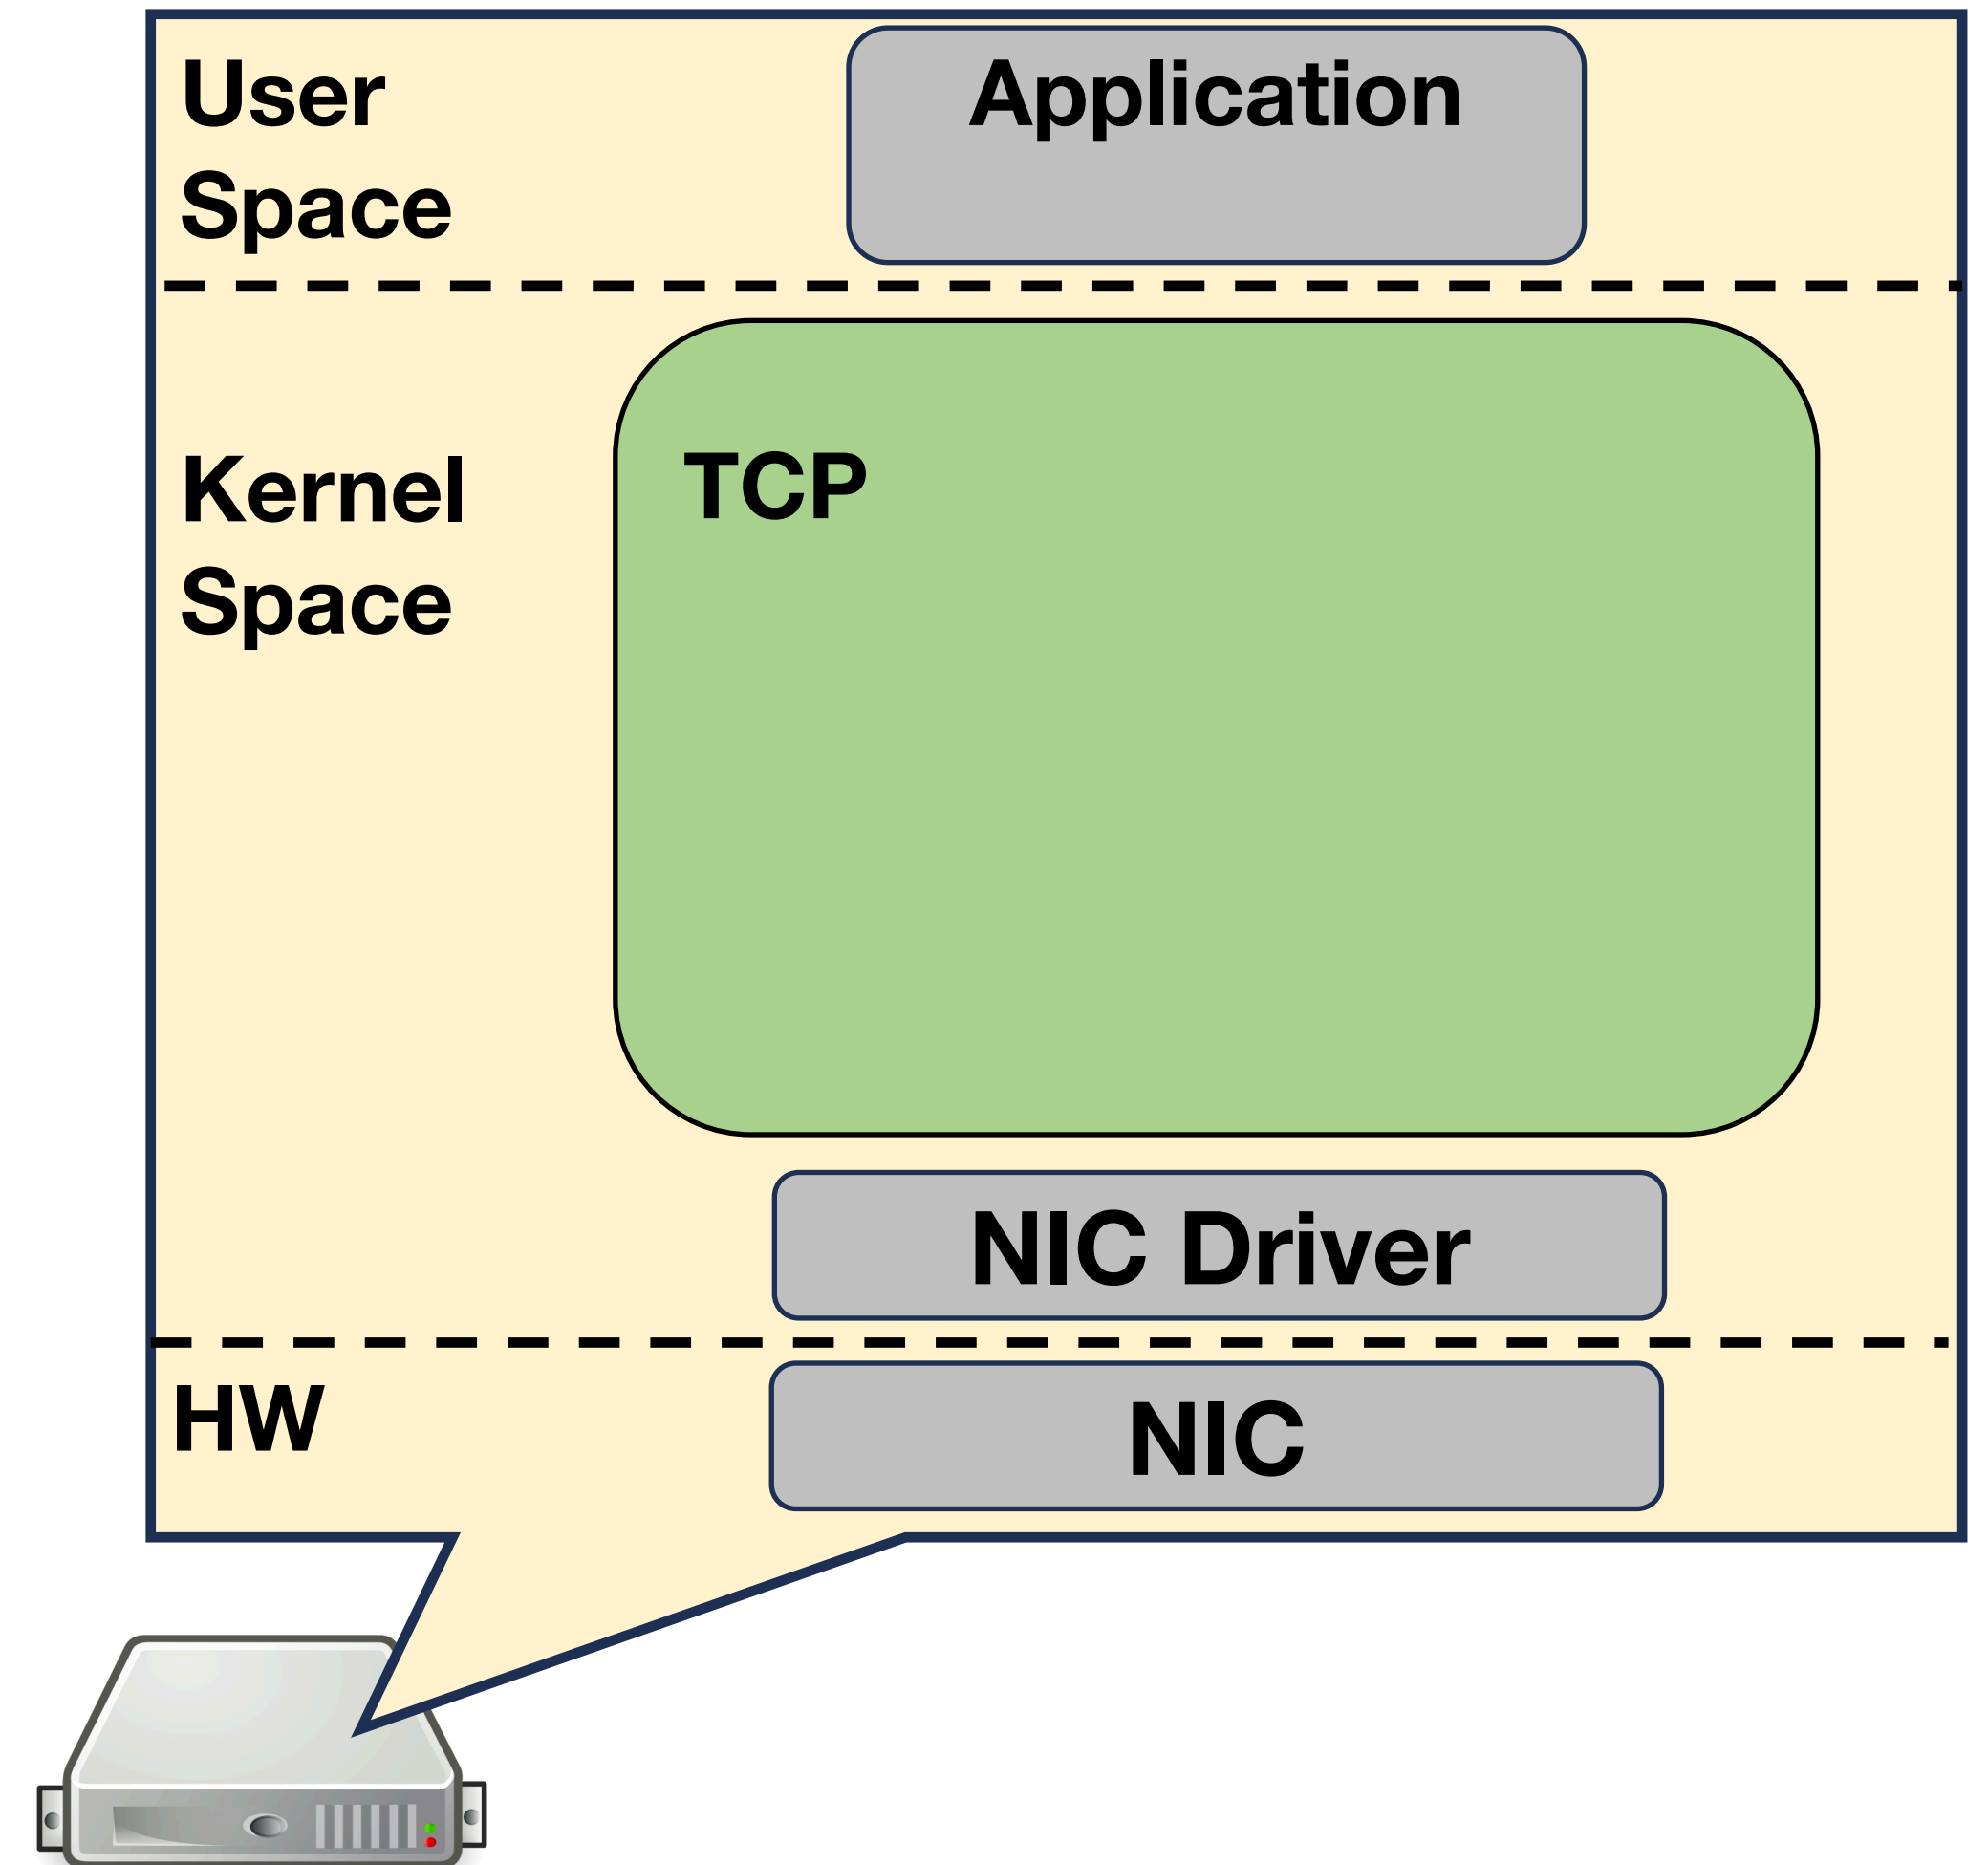 User
Space
Application
Kernel
Space
TCP
NIC Driver
HW
NIC